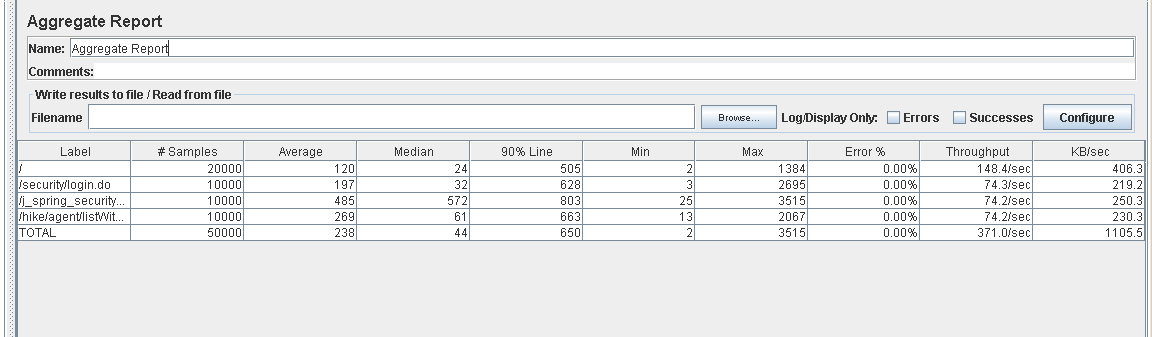 Aggregate Report
Name: Aggregate Report
Comments:
Write results to file / Read from file
Filename Browse... Log/Display Only: Errors Successes Configure
Label # Samples Average Median 90% Line Min Max Error % Throughput KB/sec
/ 20000 120 24 505 2 1384 0.00% 148.4/sec 406.3
/security/login.do 10000 197 32 628 3 2695 0.00% 74.3/sec 219.2
/j_spring_security... 10000 485 572 803 25 3515 0.00% 74.2/sec 250.3
/hike/agent/listWit... 10000 269 61 663 13 2067 0.00% 74.2/sec 230.3
TOTAL 50000 238 44 650 2 3515 0.00% 371.0/sec 1105.5